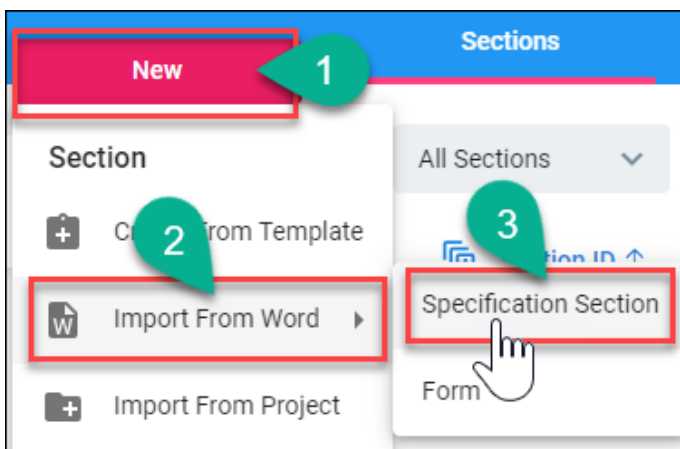 Sections
New
1
Section
All Sections
2
From Template
3
ID ↑
Import From Word
Specification Section
Form
Import From Project